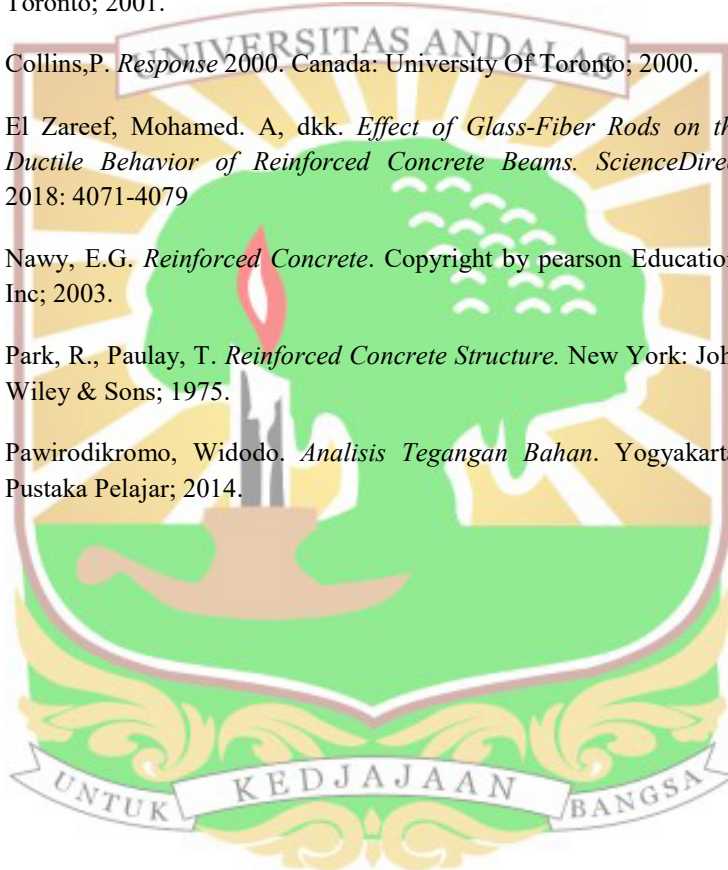 Toronto; 2001.
UNIVERSITAS ANDALAS
Collins,P. Response 2000. Canada: University Of Toronto; 2000.
El Zareef, Mohamed. A, dkk. Effect of Glass-Fiber Rods on th
Ductile Behavior of Reinforced Concrete Beams. ScienceDire
2018: 4071-4079
Nawy, E.G. Reinforced Concrete. Copyright by pearson Education
Inc; 2003.
Park, R., Paulay, T. Reinforced Concrete Structure. New York: Joh
Wiley & Sons; 1975.
Pawirodikromo, Widodo. Analisis Tegangan Bahan. Yogyakarta
Pustaka Pelajar; 2014.
UNTUK KEDJAJAAN BANGSA